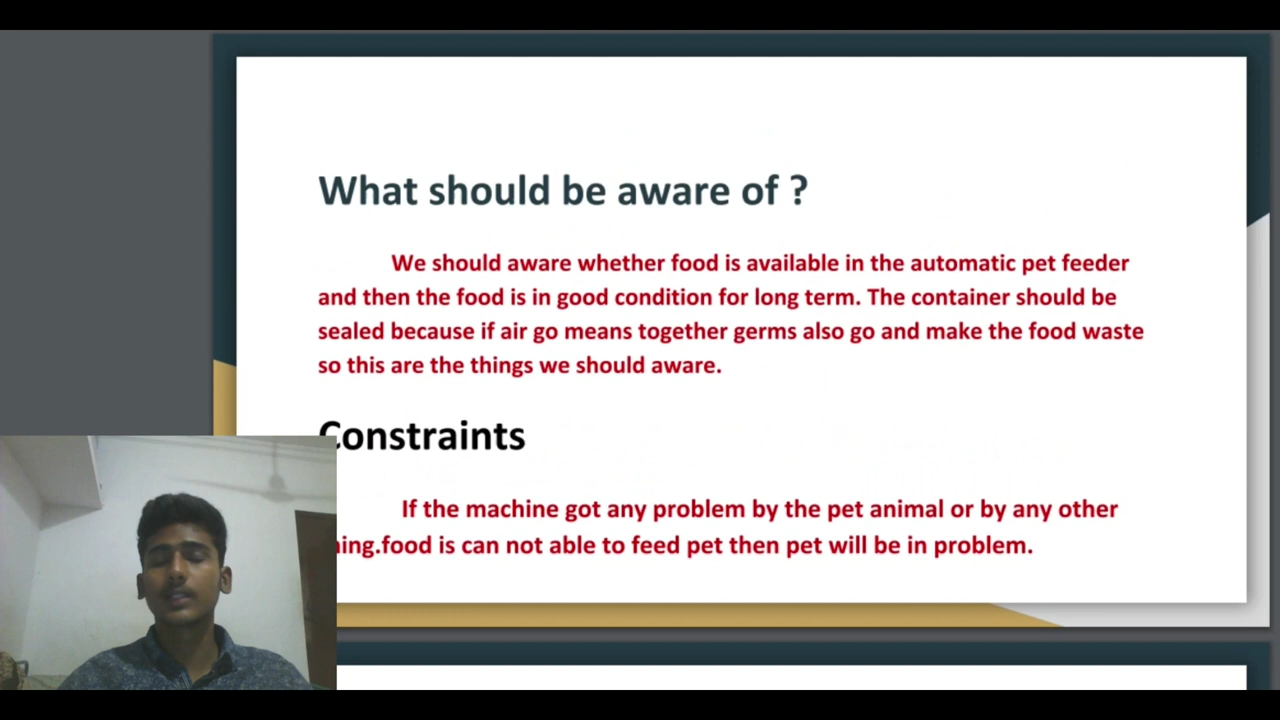 What should be aware of ?
We should aware whether food is available in the automatic pet feeder
and then the food is in good condition for long term. The container should be
sealed because if air go means together germs also go and make the food waste
so this are the things we should aware.
Constraints
If the machine got any problem by the pet animal or by any other
hing.food is can not able to feed pet then pet will be in problem.